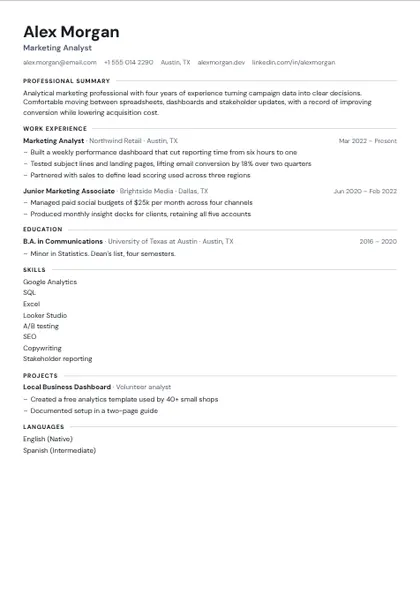 Alex Morgan
Marketing Analyst
alex.morgan@email.com +1 555 014 2290 Austin, TX alexmorgan.dev linkedin.com/in/alexmorgan
PROFESSIONAL SUMMARY
Analytical marketing professional with four years of experience turning campaign data into clear decisions.
Comfortable moving between spreadsheets, dashboards and stakeholder updates, with a record of improving
conversion while lowering acquisition cost.
WORK EXPERIENCE
Marketing Analyst · Northwind Retail · Austin, TX Mar 2022 – Present
– Built a weekly performance dashboard that cut reporting time from six hours to one
– Tested subject lines and landing pages, lifting email conversion by 18% over two quarters
– Partnered with sales to define lead scoring used across three regions
Junior Marketing Associate · Brightside Media · Dallas, TX Jun 2020 – Feb 2022
– Managed paid social budgets of $25k per month across four channels
– Produced monthly insight decks for clients, retaining all five accounts
EDUCATION
B.A. in Communications · University of Texas at Austin · Austin, TX 2016 – 2020
– Minor in Statistics. Dean's list, four semesters.
SKILLS
Google Analytics
SQL
Excel
Looker Studio
A/B testing
SEO
Copywriting
Stakeholder reporting
PROJECTS
Local Business Dashboard · Volunteer analyst
– Created a free analytics template used by 40+ small shops
– Documented setup in a two-page guide
LANGUAGES
English (Native)
Spanish (Intermediate)